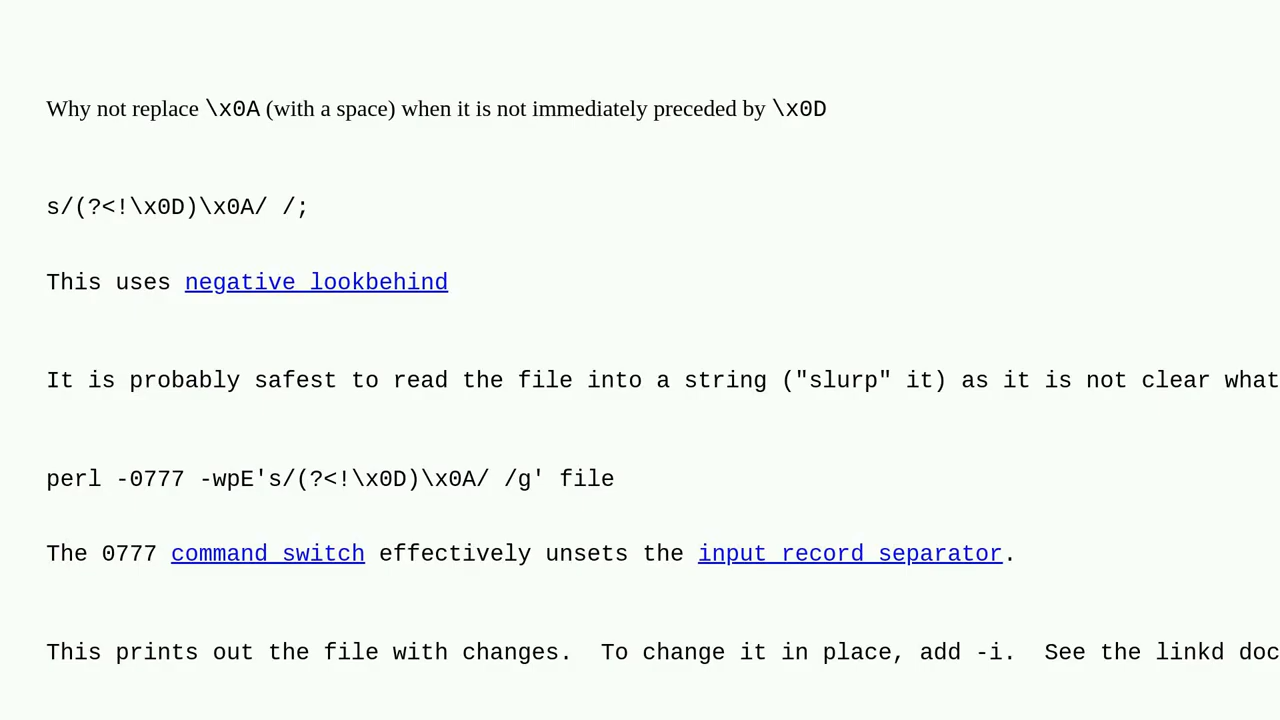 Why not replace \x0A (with a space) when it is not immediately preceded by \x0D
s/(?<!\x0D)\x0A/ /;
This uses negative lookbehind
It is probably safest to read the file into a string ("slurp" it) as it is not clear what
perl -0777 -wpE's/(?<!\x0D)\x0A/ /g' file
The 0777 command switch effectively unsets the input record separator.
This prints out the file with changes.  To change it in place, add -i.  See the linkd doc